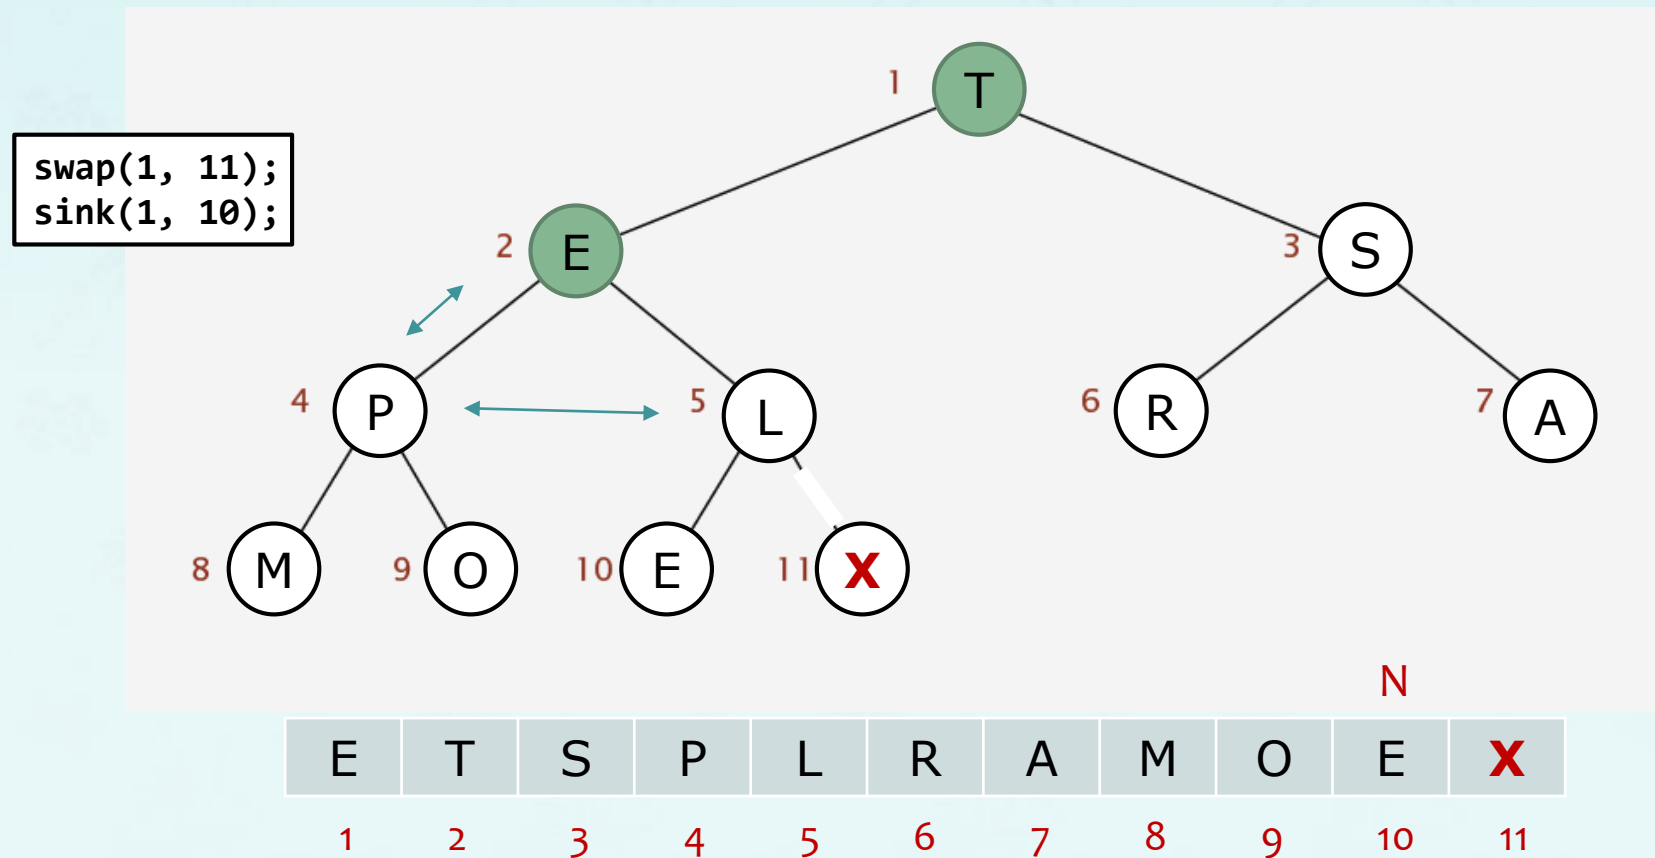 swap(1, 11);
sink(1, 10);
1 T
2 E
3 S
4 P
5 L
6 R
7 A
8 M
9 O
10 E
11 X
N
E T S P L R A M O E X
1 2 3 4 5 6 7 8 9 10 11